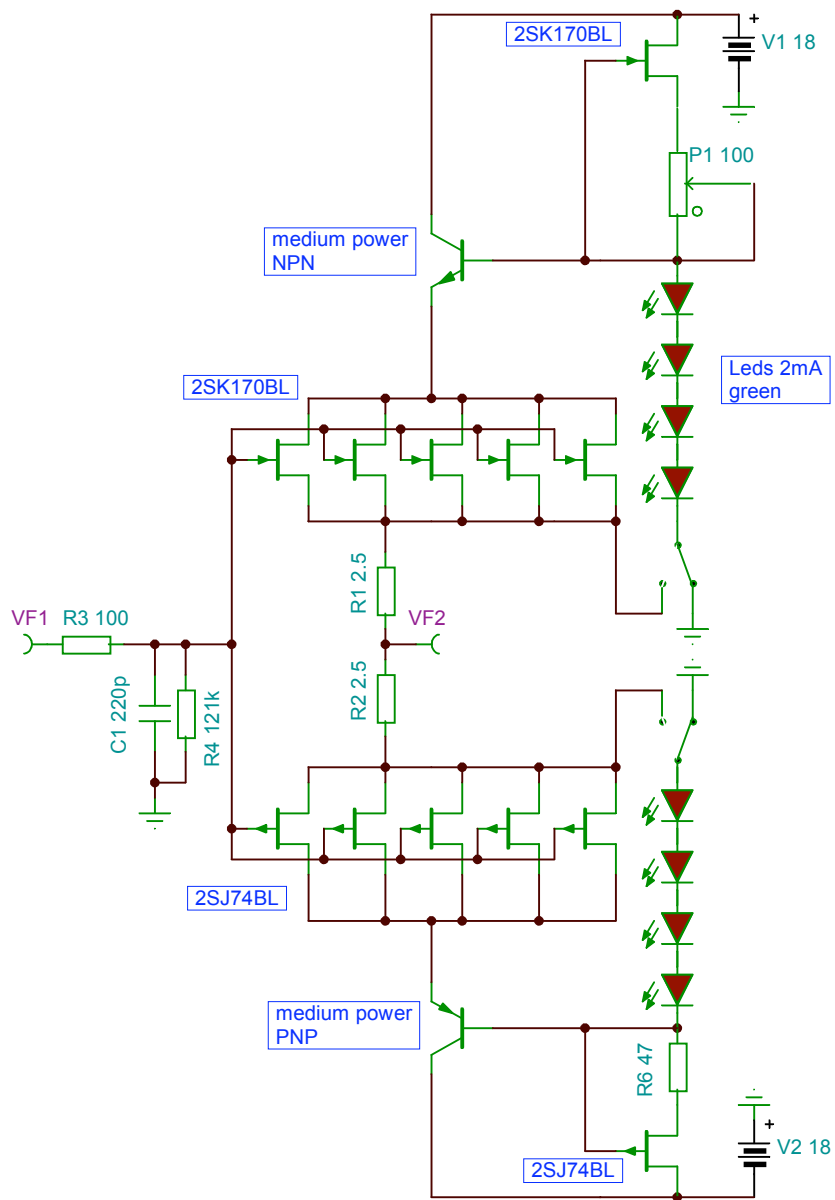 2SK170BL
+
V1 18
P1 100
medium power
NPN
2SK170BL
Leds 2mA
green
R1 2.5
VF1
R3 100
VF2
C1 220p
R4 121k
R2 2.5
2SJ74BL
medium power
PNP
R6 47
+
V2 18
2SJ74BL